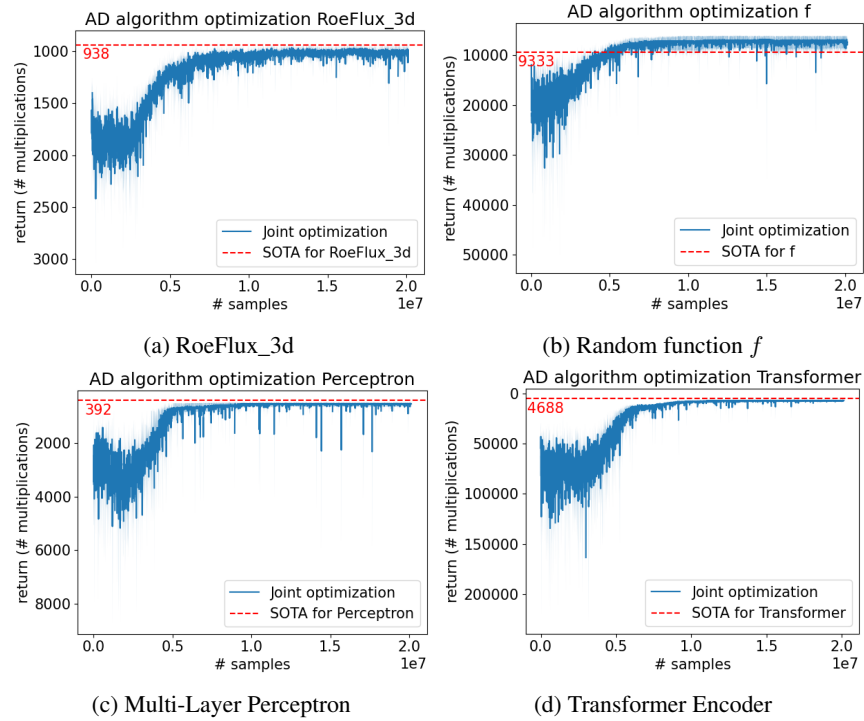 AD algorithm optimization RoeFlux_3d
938
1000
1500
2000
2500
3000
return (# multiplications)
Joint optimization
SOTA for RoeFlux_3d
0.0 0.5 1.0 1.5 2.0
1e7
# samples
(a) RoeFlux_3d
AD algorithm optimization f
10000
9333
20000
30000
40000
50000
return (# multiplications)
Joint optimization
SOTA for f
0.0 0.5 1.0 1.5 2.0
1e7
# samples
(b) Random function f
AD algorithm optimization Perceptron
392
2000
4000
6000
8000
return (# multiplications)
Joint optimization
SOTA for Perceptron
0.0 0.5 1.0 1.5 2.0
1e7
# samples
(c) Multi-Layer Perceptron
AD algorithm optimization Transformer
0
4688
50000
100000
150000
200000
return (# multiplications)
Joint optimization
SOTA for Transformer
0.0 0.5 1.0 1.5 2.0
1e7
# samples
(d) Transformer Encoder